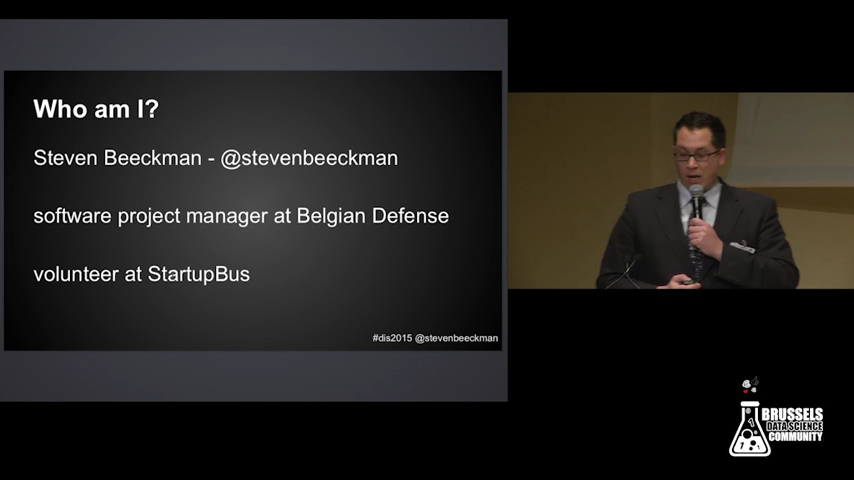 Who am I?
Steven Beeckman - @stevenbeeckman
software project manager at Belgian Defense
volunteer at StartupBus
#dis2015 @stevenbeeckman
BRUSSELS
DATA SCIENCE
COMMUNITY